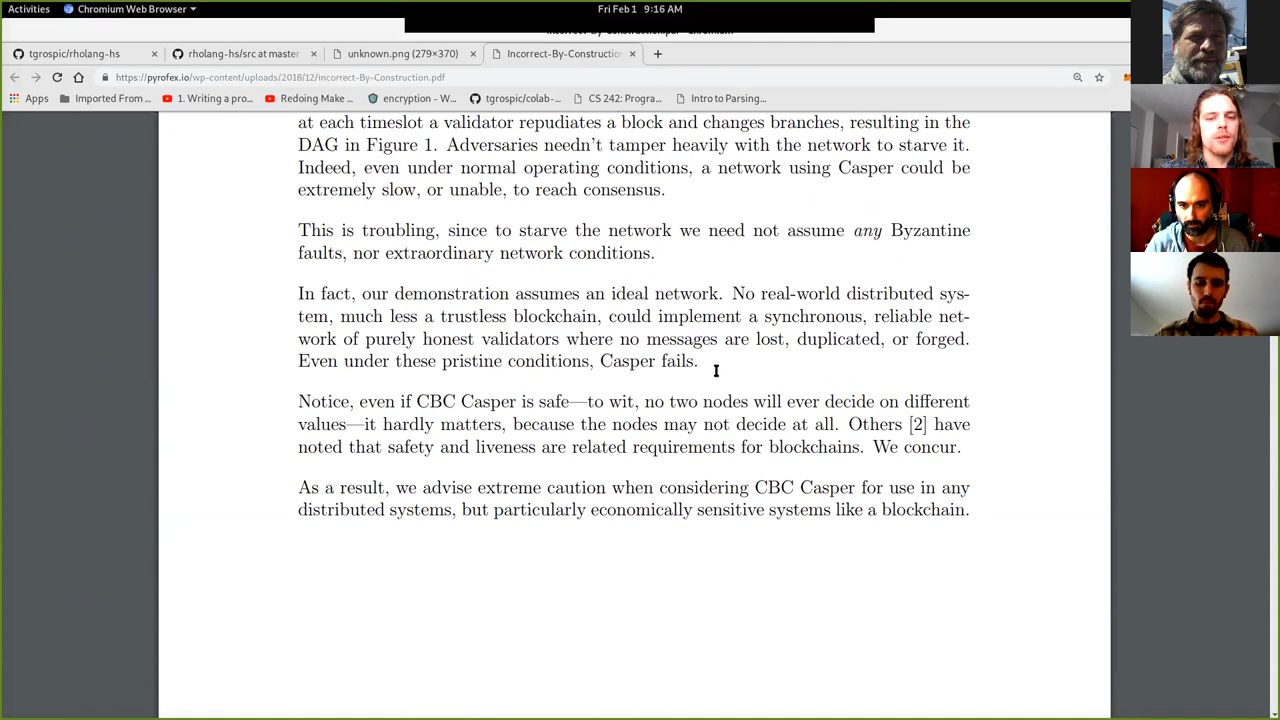 Activities
Chromium Web Browser
Fri Feb 1 9:16 AM
tgrospic/rholang-hs
rholang-hs/src at master
unknown.png (279×370)
Incorrect-By-Construction
https://pyrofex.io/wp-content/uploads/2018/12/Incorrect-By-Construction.pdf
Apps
Imported From ...
1. Writing a pro...
Redoing Make ...
encryption - W...
tgrospic/colab-...
CS 242: Progra...
Intro to Parsing...
at each timeslot a validator repudiates a block and changes branches, resulting in the
DAG in Figure 1. Adversaries needn't tamper heavily with the network to starve it.
Indeed, even under normal operating conditions, a network using Casper could be
extremely slow, or unable, to reach consensus.
This is troubling, since to starve the network we need not assume any Byzantine
faults, nor extraordinary network conditions.
In fact, our demonstration assumes an ideal network. No real-world distributed sys-
tem, much less a trustless blockchain, could implement a synchronous, reliable net-
work of purely honest validators where no messages are lost, duplicated, or forged.
Even under these pristine conditions, Casper fails.
Notice, even if CBC Casper is safe—to wit, no two nodes will ever decide on different
values—it hardly matters, because the nodes may not decide at all. Others [2] have
noted that safety and liveness are related requirements for blockchains. We concur.
As a result, we advise extreme caution when considering CBC Casper for use in any
distributed systems, but particularly economically sensitive systems like a blockchain.